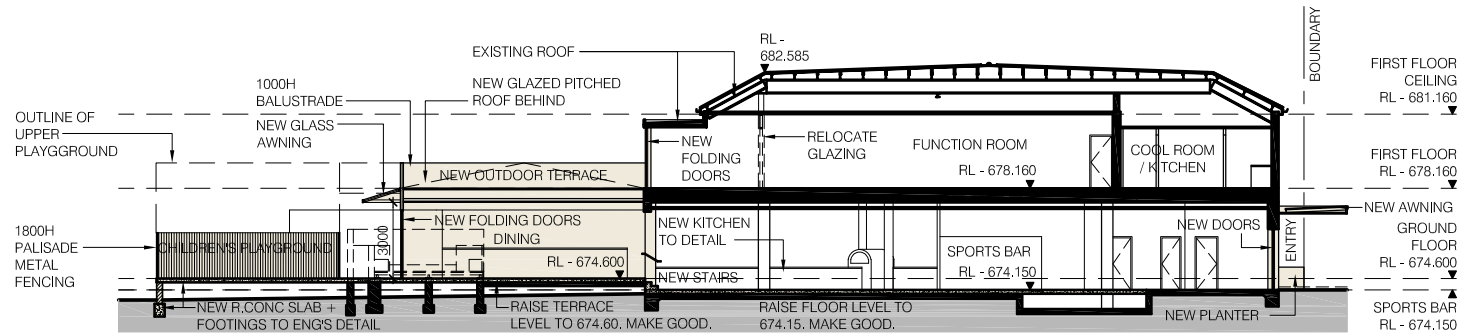 EXISTING ROOF
RL -
682.585
BOUNDARY
FIRST FLOOR
CEILING
RL - 681.160
1000H
BALUSTRADE
NEW GLAZED PITCHED
ROOF BEHIND
OUTLINE OF
UPPER
PLAYGGROUND
NEW GLASS
AWNING
NEW
FOLDING
DOORS
RELOCATE
GLAZING
FUNCTION ROOM
RL - 678.160
COOL ROOM
/ KITCHEN
FIRST FLOOR
RL - 678.160
NEW OUTDOOR TERRACE
1800H
PALISADE
METAL
FENCING
CHILDREN'S PLAYGROUND
3000
NEW FOLDING DOORS
DINING
RL - 674.600
NEW KITCHEN
TO DETAIL
NEW STAIRS
SPORTS BAR
RL - 674.150
NEW DOORS
ENTRY
NEW AWNING
GROUND
FLOOR
RL - 674.600
NEW R.CONC SLAB +
FOOTINGS TO ENG'S DETAIL
RAISE TERRACE
LEVEL TO 674.60. MAKE GOOD.
RAISE FLOOR LEVEL TO
674.15. MAKE GOOD.
NEW PLANTER
SPORTS BAR
RL - 674.150